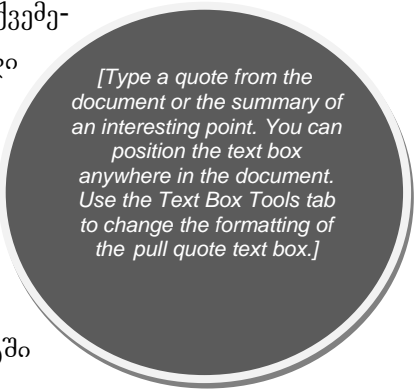 [Type a quote from the
document or the summary of
an interesting point. You can
position the text box
anywhere in the document.
Use the Text Box Tools tab
to change the formatting of
the pull quote text box.]